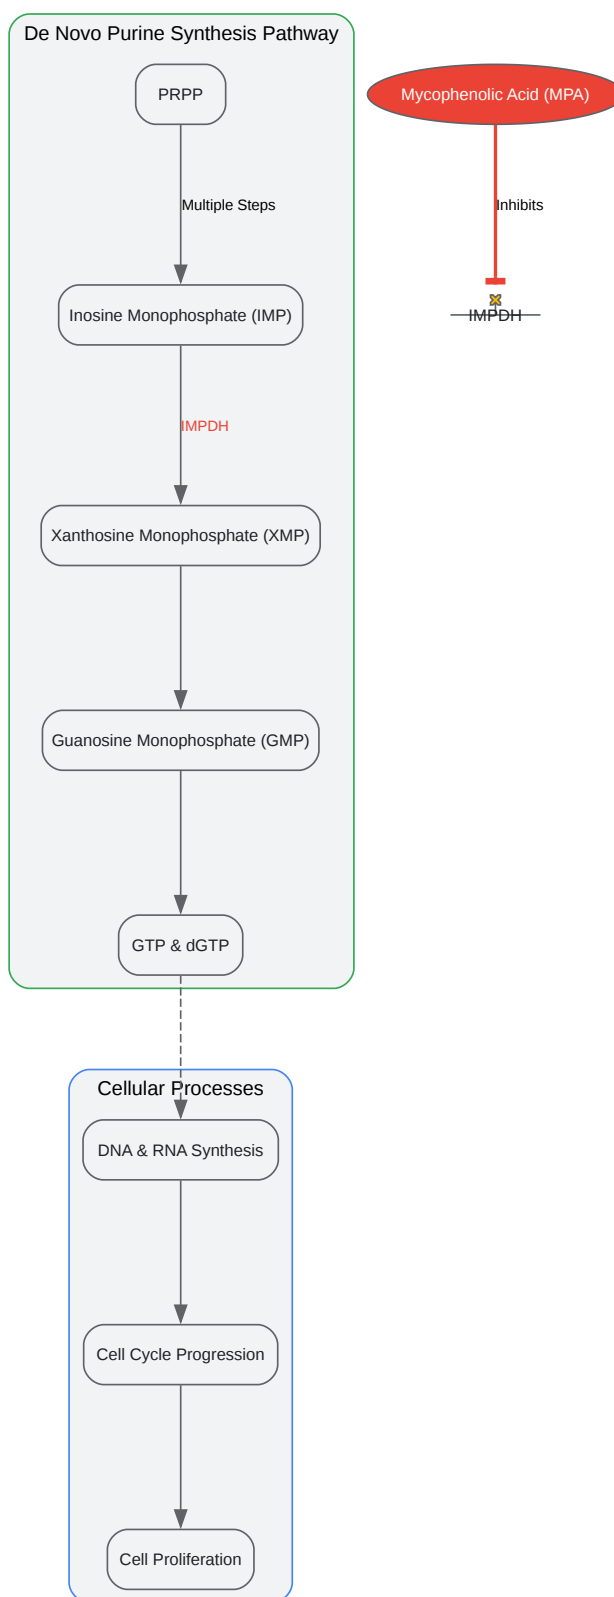 De Novo Purine Synthesis Pathway
PRPP
Mycophenolic Acid (MPA)
Multiple Steps
Inhibits
Inosine Monophosphate (IMP)
IMPDH
IMPDH
Xanthosine Monophosphate (XMP)
Guanosine Monophosphate (GMP)
GTP & dGTP
Cellular Processes
DNA & RNA Synthesis
Cell Cycle Progression
Cell Proliferation